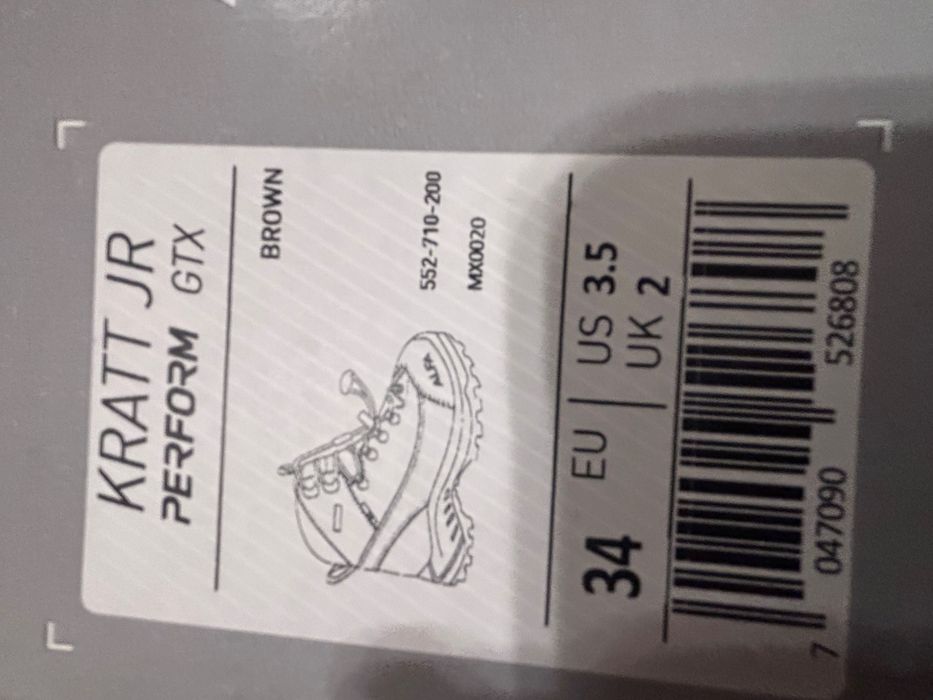 KRATT JR
PERFORM GTX
BROWN
552-710-200
MX0020
ALFA
34 EU US 3.5
UK 2
7 047090 526808